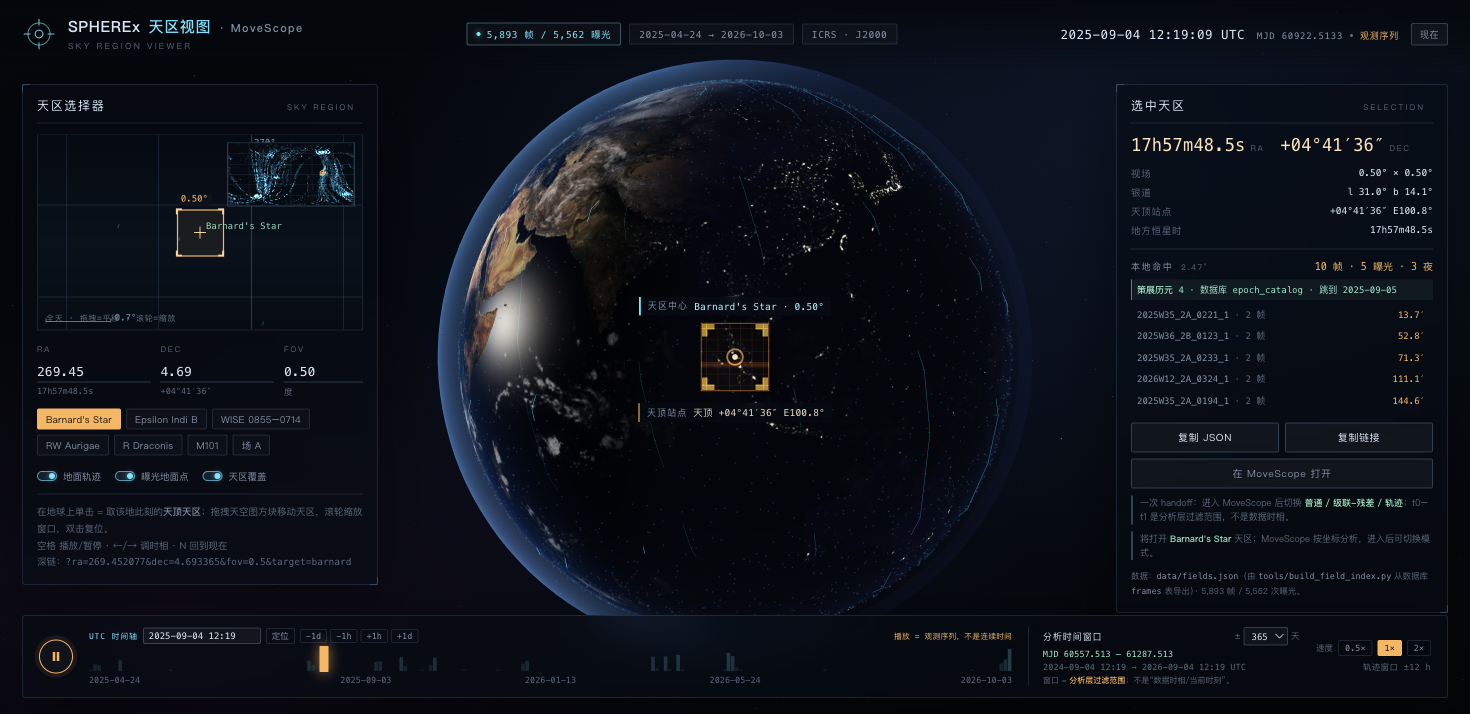 SPHEREx 天区视图 · MoveScope
SKY REGION VIEWER
5,893 帧 / 5,562 曝光
2025-04-24 → 2026-10-03
ICRS · J2000
2025-09-04 12:19:09 UTC MJD 60922.5133 • 观测序列
现在
天区选择器
SKY REGION
270°
0.50°
Barnard's Star
0.7°
RA
DEC
FOV
269.45
4.69
0.50
17h57m48.5s
+04°41′36″
度
Barnard's Star
Epsilon Indi B
WISE 0855−0714
RW Aurigae
R Draconis
M101
场 A
地面轨迹
曝光地面点
天区覆盖
在地球上单击 = 取该地此刻的天顶天区；拖拽天空图方块移动天区，滚轮缩放
窗口，双击复位。
空格 播放/暂停 · ←/→ 调时相 · N 回到现在
深链：?ra=269.452077&dec=4.693365&fov=0.5&target=barnard
天区中心 Barnard's Star · 0.50°
天顶站点 天顶 +04°41′36″ E100.8°
选中天区
SELECTION
17h57m48.5s RA +04°41′36″ DEC
视场
0.50° × 0.50°
银道
l 31.0° b 14.1°
天顶站点
+04°41′36″ E100.8°
地方恒星时
17h57m48.5s
本地命中 2.47°
10 帧 · 5 曝光 · 3 夜
策展历元 4 · 数据库 epoch_catalog · 跳到 2025-09-05
2025W35_2A_0221_1 · 2 帧
13.7′
2025W36_2B_0123_1 · 2 帧
52.8′
2025W35_2A_0233_1 · 2 帧
71.3′
2026W12_2A_0324_1 · 2 帧
111.1′
2025W35_2A_0194_1 · 2 帧
144.6′
复制 JSON
复制链接
在 MoveScope 打开
一次 handoff：进入 MoveScope 后切换 普通 / 级联-残差 / 轨迹；t0–
t1 是分析层过滤范围，不是数据时相。
将打开 Barnard's Star 天区；MoveScope 按坐标分析，进入后可切换模
式。
数据：data/fields.json（由 tools/build_field_index.py 从数据库
frames 表导出）· 5,893 帧 / 5,562 次曝光。
UTC 时间轴
2025-09-04 12:19
定位
−1d
−1h
+1h
+1d
播放 = 观测序列，不是连续时间
2025-04-24
2025-09-03
2026-01-13
2026-05-24
2026-10-03
分析时间窗口
± 365 天
MJD 60557.513 – 61287.513
2024-09-04 12:19 → 2026-09-04 12:19 UTC
窗口 = 分析层过滤范围；不是“数据时相/当前时刻”。
速度
0.5×
1×
2×
轨迹窗口 ±12 h